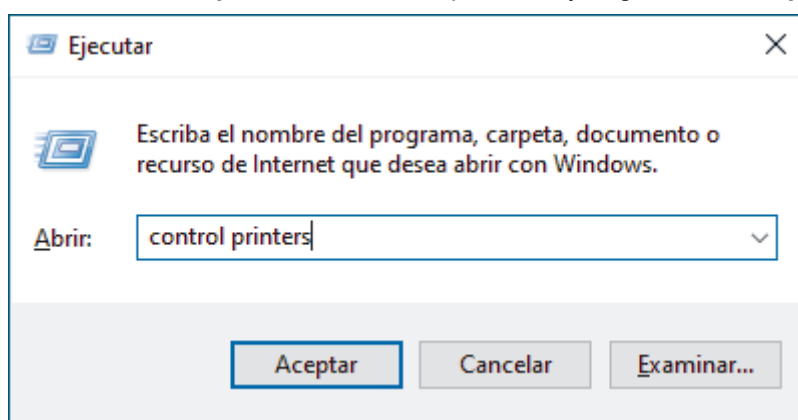 Ejecutar
Escriba el nombre del programa, carpeta, documento o
recurso de Internet que desea abrir con Windows.
Abrir:
control printers
Aceptar
Cancelar
Examinar...